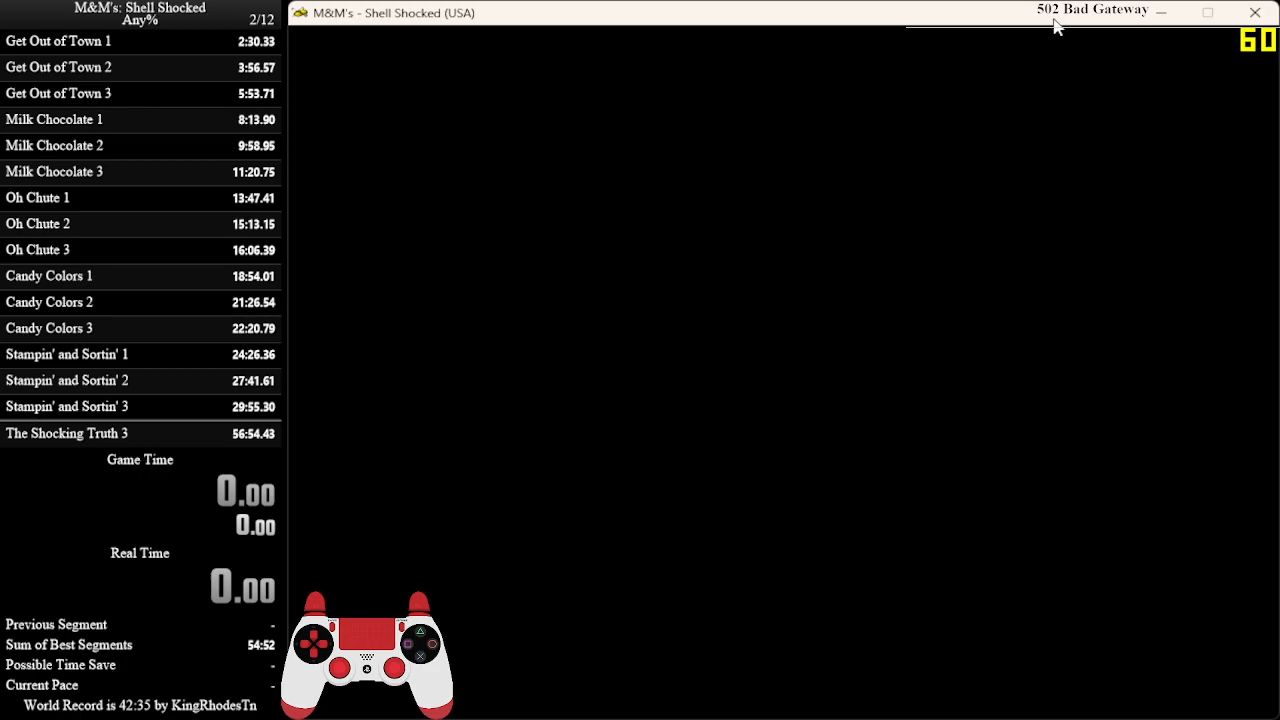 M&M's: Shell Shocked
Any%
2/12
Get Out of Town 1 2:30.33
Get Out of Town 2 3:56.57
Get Out of Town 3 5:53.71
Milk Chocolate 1 8:13.90
Milk Chocolate 2 9:58.95
Milk Chocolate 3 11:20.75
Oh Chute 1 13:47.41
Oh Chute 2 15:13.15
Oh Chute 3 16:06.39
Candy Colors 1 18:54.01
Candy Colors 2 21:26.54
Candy Colors 3 22:20.79
Stampin' and Sortin' 1 24:26.36
Stampin' and Sortin' 2 27:41.61
Stampin' and Sortin' 3 29:55.30
The Shocking Truth 3 56:54.43
Game Time
0.00
0.00
Real Time
0.00
Previous Segment -
Sum of Best Segments 54:52
Possible Time Save -
Current Pace -
World Record is 42:35 by KingRhodesTn
M&M's - Shell Shocked (USA)
502 Bad Gateway
60